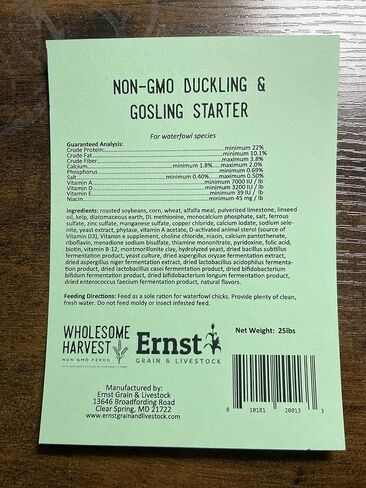 NON-GMO DUCKLING &
GOSLING STARTER
For waterfowl species
Guaranteed Analysis:
Crude Protein:...minimum 22%
Crude Fat...minimum 10.1%
Crude Fiber...maximum 3.8%
Calcium...minimum 1.8%...maximum 2.0%
Phosphorus...minimum 0.69%
Salt...minimum 0.40%...maximum 0.50%
Vitamin A...minimum 7000 IU / lb
Vitamin D...minimum 3200 IU / lb
Vitamin E...minimum 39 IU / lb
Niacin...minimum 45 mg / lb
Ingredients: roasted soybeans, corn, wheat, alfalfa meal, pulverized limestone, linseed
oil, kelp, diatomaceous earth, DL methionine, monocalcium phosphate, salt, ferrous
sulfate, zinc sulfate, manganese sulfate, copper chloride, calcium iodate, sodium sele-
nite, yeast extract, phytase, vitamin A acetate, D-activated animal sterol [source of
Vitamin D3], Vitamin e supplement, choline chloride, niacin, calcium pantothenate,
riboflavin, menadione sodium bisulfate, thiamine mononitrate, pyridoxine, folic acid,
biotin, vitamin B-12, montmorillonite clay, hydrolyzed yeast, dried bacillus subtilus
fermentation product, yeast culture, dried aspergillus oryzae fermentation extract,
dried aspergillus niger fermentation extract, dried lactobacillus acidophilus fermenta-
tion product, dried lactobacillus casei fermentation product, dried bifidobacterium
bifidum fermentation product, dried bifidobacterium longum fermentation product,
dried enterococcus faecium fermentation product, natural flavors.
Feeding Directions: Feed as a sole ration for waterfowl chicks. Provide plenty of clean,
fresh water. Do not feed moldy or insect infested feed.
WHOLESOME
HARVEST
NON GMO FEEDS
Ernst
GRAIN & LIVESTOCK
Net Weight: 25lbs
Manufactured by:
Ernst Grain & Livestock
13646 Broadfording Road
Clear Spring, MD 21722
www.ernstgrainandlivestock.com
8 10181 20013 3